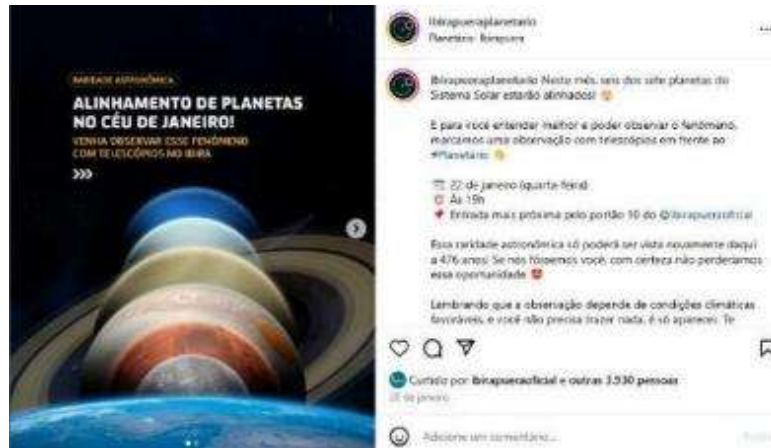 RARIDADE ASTRONÔMICA
ALINHAMENTO DE PLANETAS
NO CÉU DE JANEIRO!
VENHA OBSERVAR ESSE FENÔMENO
COM TELESCÓPIOS NO IBIRA
ibirapueraplanetario
Planetário Ibirapuera
ibirapueraplanetario Neste mês, seis dos sete planetas do
Sistema Solar estarão alinhados!
E para você entender melhor e poder observar o fenômeno,
marcamos uma observação com telescópios em frente ao
#Planetário
22 de janeiro (quarta-feira)
Às 19h
Entrada mais próxima pelo portão 10 do @ibirapueraoficial
Essa raridade astronômica só poderá ser vista novamente daqui
a 476 anos! Se nós fôssemos você, com certeza não perderíamos
essa oportunidade
Lembrando que a observação depende de condições climáticas
favoráveis, e você não precisa trazer nada, é só aparecer. Te
Curtido por ibirapueraoficial e outras 3.930 pessoas
de janeiro
Adicione um comentário...